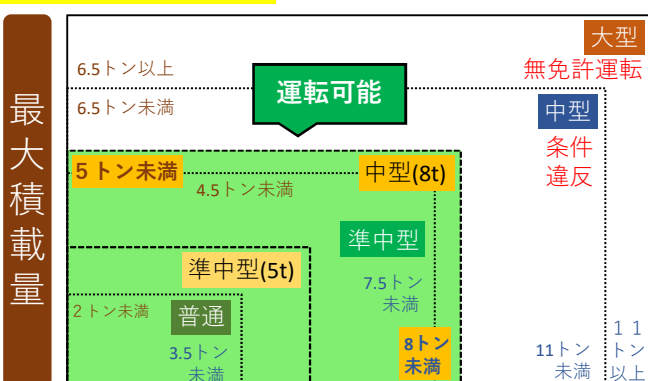 最大積載量
大型
無免許運転
6.5トン以上
6.5トン未満
運転可能
中型
条件
違反
5トン未満
4.5トン未満
中型(8t)
準中型
準中型(5t)
7.5トン
未満
2トン未満
普通
3.5トン
未満
8トン
未満
11トン
未満
11
トン
以上